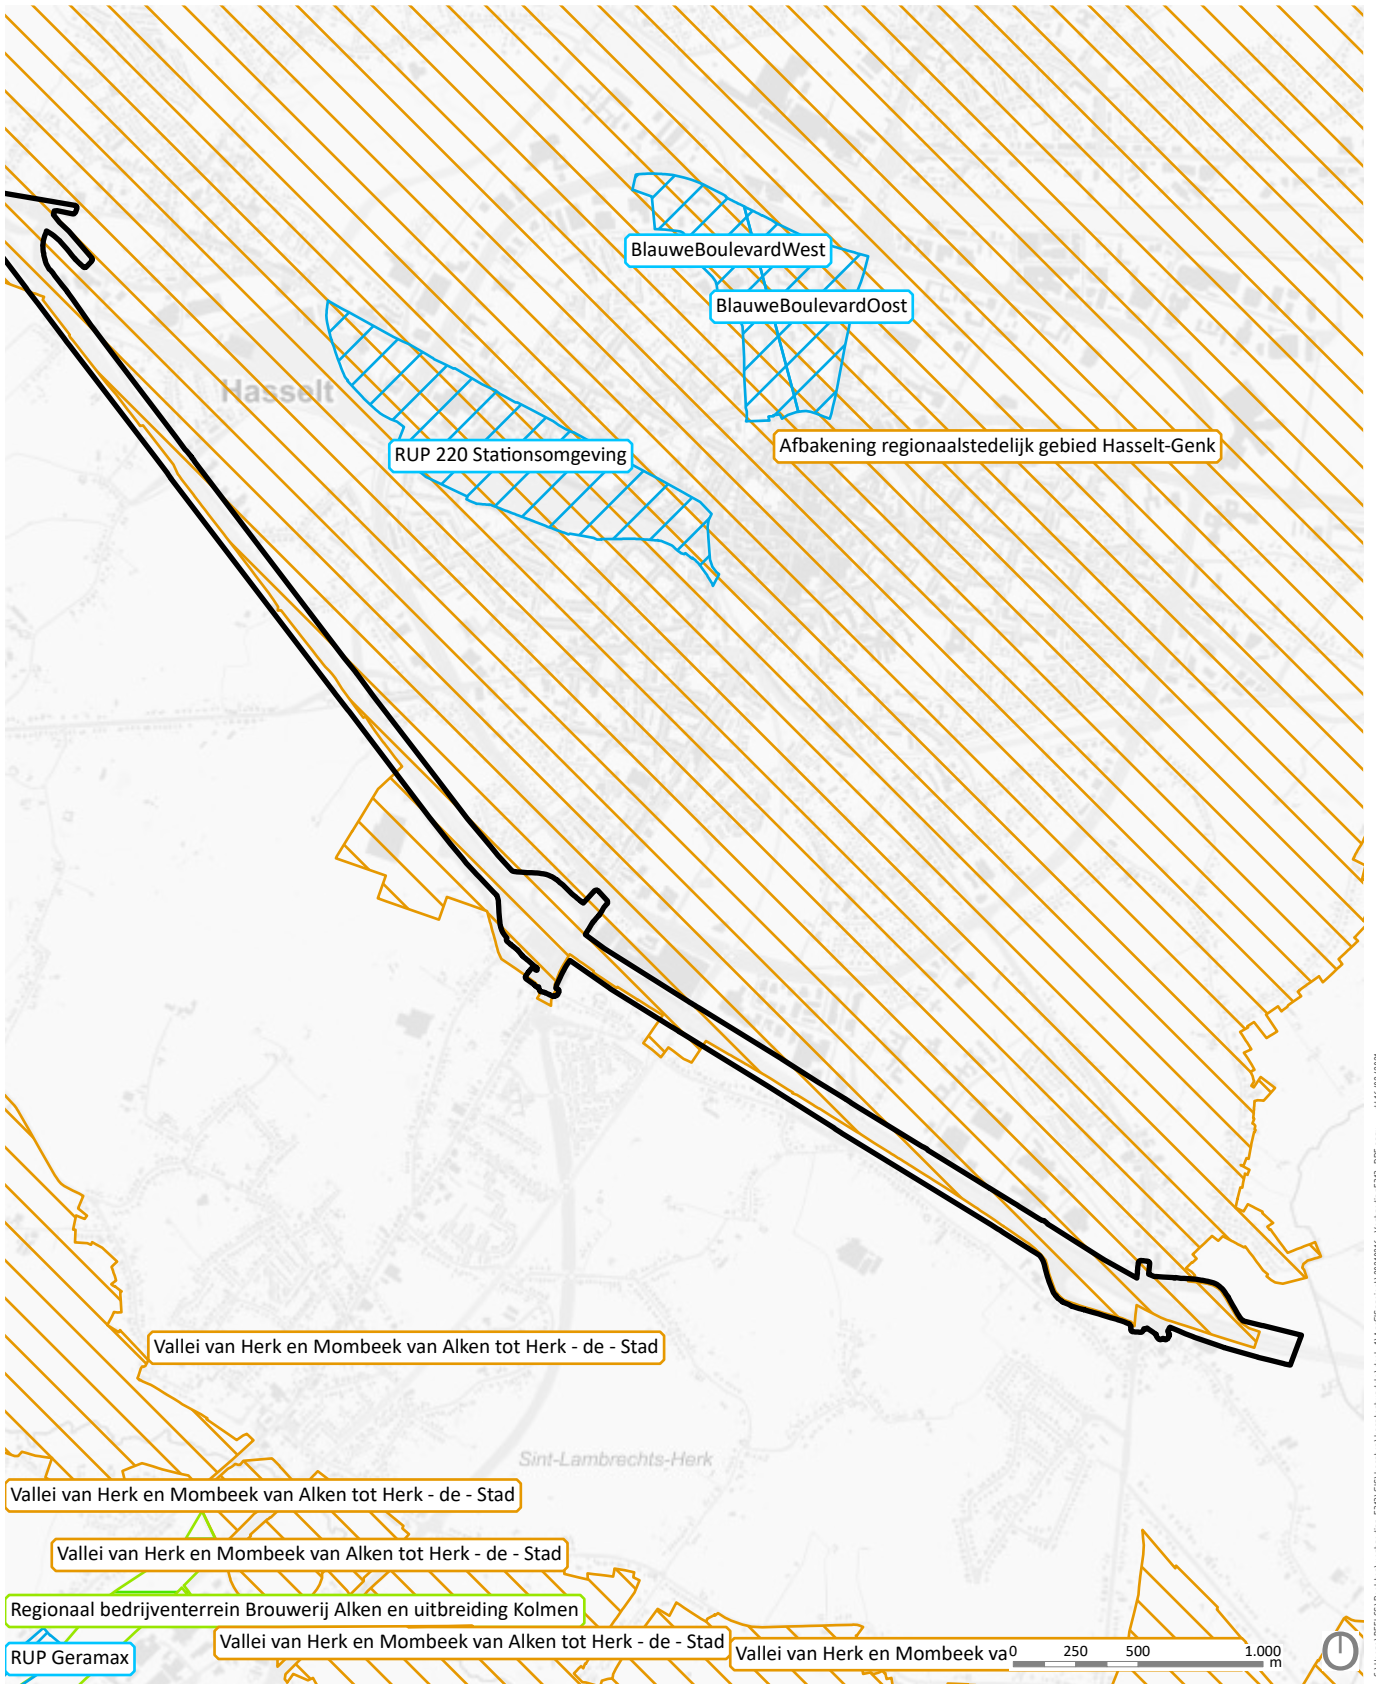 BlauweBoulevardWest
BlauweBoulevardOost
Hasselt
RUP 220 Stationsomgeving
Afbakening regionaalstedelijk gebied Hasselt-Genk
Vallei van Herk en Mombeek van Alken tot Herk - de - Stad
Sint-Lambrechts-Herk
Vallei van Herk en Mombeek van Alken tot Herk - de - Stad
Vallei van Herk en Mombeek van Alken tot Herk - de - Stad
Regionaal bedrijventerrein Brouwerij Alken en uitbreiding Kolmen
Vallei van Herk en Mombeek van Alken tot Herk - de - Stad
RUP Geramax
Vallei van Herk en Mombeek va
0 250 500 1.000
m